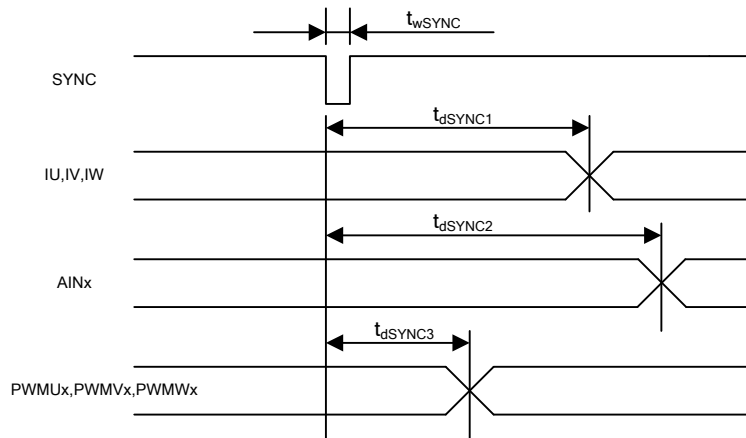 twSYNC
SYNC
tdSYNC1
IU,IV,IW
tdSYNC2
AINx
tdSYNC3
PWMUx,PWMVx,PWMWx